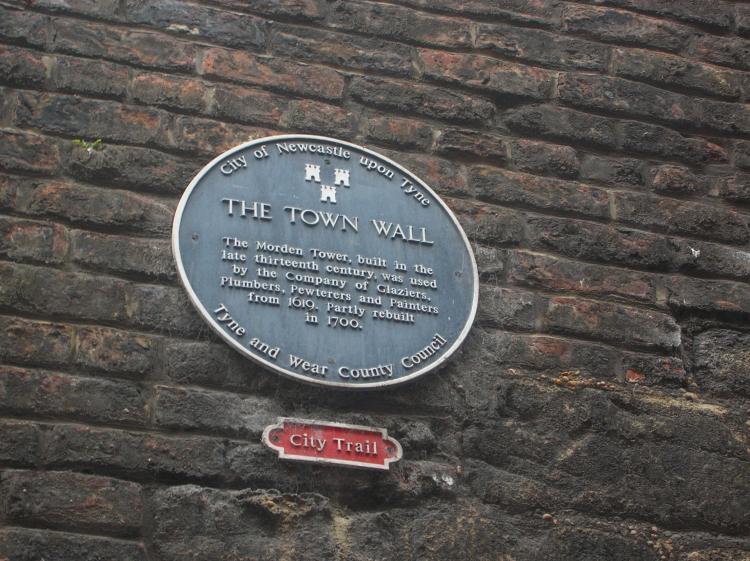 City of Newcastle upon Tyne
THE TOWN WALL
The Morden Tower, built in the
late thirteenth century, was used
by the Company of Glaziers,
Plumbers, Pewterers and Painters
from 1619. Partly rebuilt
in 1700.
Tyne and Wear County Council
City Trail